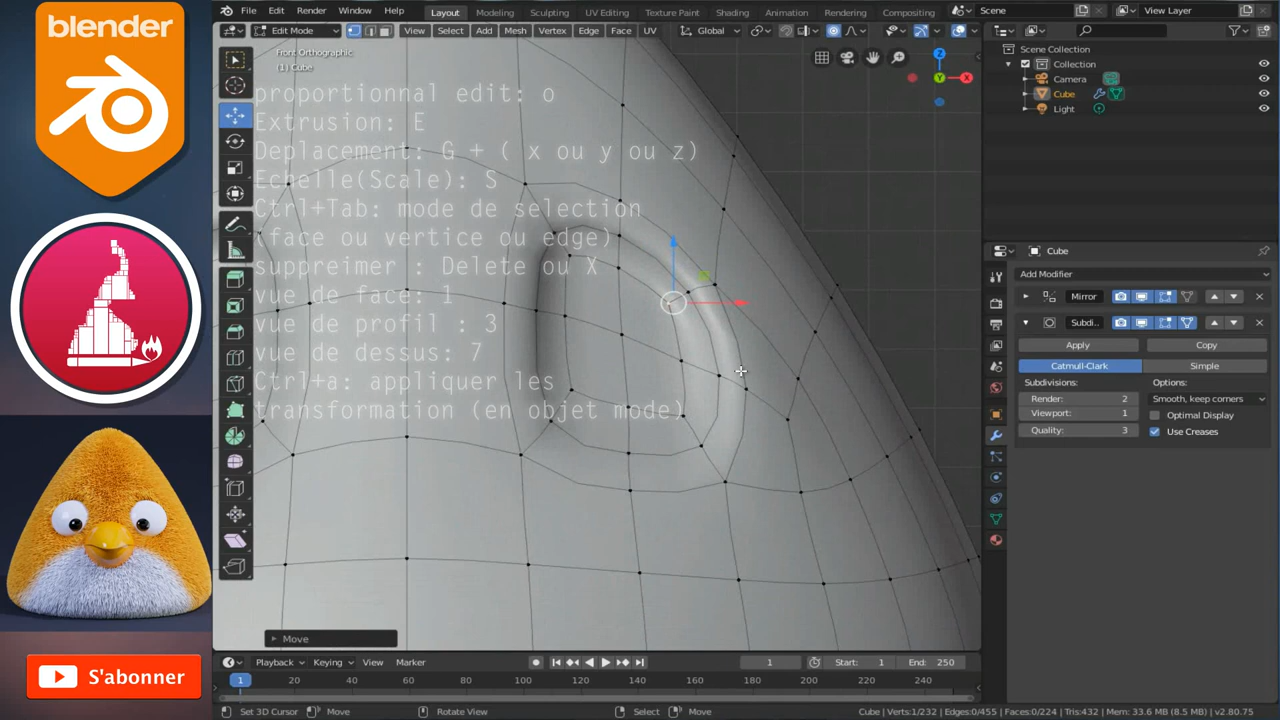 blender
S'abonner
File Edit Render Window Help Layout Modeling Sculpting UV Editing Texture Paint Shading Animation Rendering Compositing Scene View Layer
Edit Mode View Select Add Mesh Vertex Edge Face UV Global
Front Orthographic
(1) Cube
proportionnal edit: o
Extrusion: E
Deplacement: G + ( x ou y ou z)
Echelle(Scale): S
Ctrl+Tab: mode de selection
(face ou vertice ou edge)
suppreimer : Delete ou X
vue de face: 1
vue de profil : 3
vue de dessus: 7
Ctrl+a: appliquer les
transformation (en objet mode)
Z
X
Y
Move
Scene Collection
Collection
Camera
Cube
Light
Cube
Add Modifier
Mirror
Subdi..
Apply Copy
Catmull-Clark Simple
Subdivisions: Options:
Render: 2 Smooth, keep corners
Viewport: 1 Optimal Display
Quality: 3 Use Creases
Playback Keying View Marker 1 Start: 1 End: 250
1 20 40 60 80 100 120 140 160 180 200 220 240
Set 3D Cursor Move Rotate View Select Move Cube | Verts:1/232 | Edges:0/455 | Faces:0/224 | Tris:432 | Mem: 33.6 MB (8.5 MB) | v2.80.75